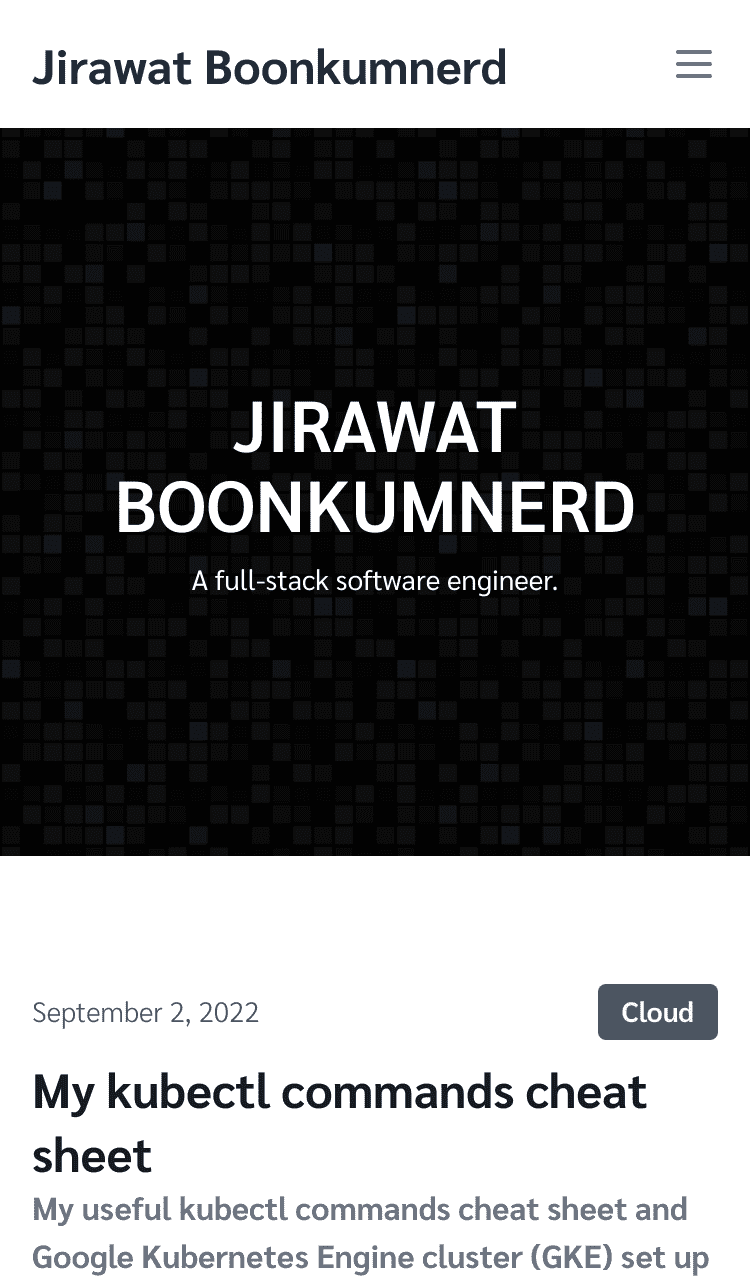 Jirawat Boonkumnerd
JIRAWAT
BOONKUMNERD
A full-stack software engineer.
September 2, 2022
Cloud
My kubectl commands cheat
sheet
My useful kubectl commands cheat sheet and
Google Kubernetes Engine cluster (GKE) set up